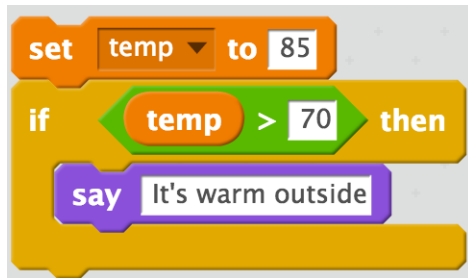 set temp to 85
if temp > 70 then
say It's warm outside